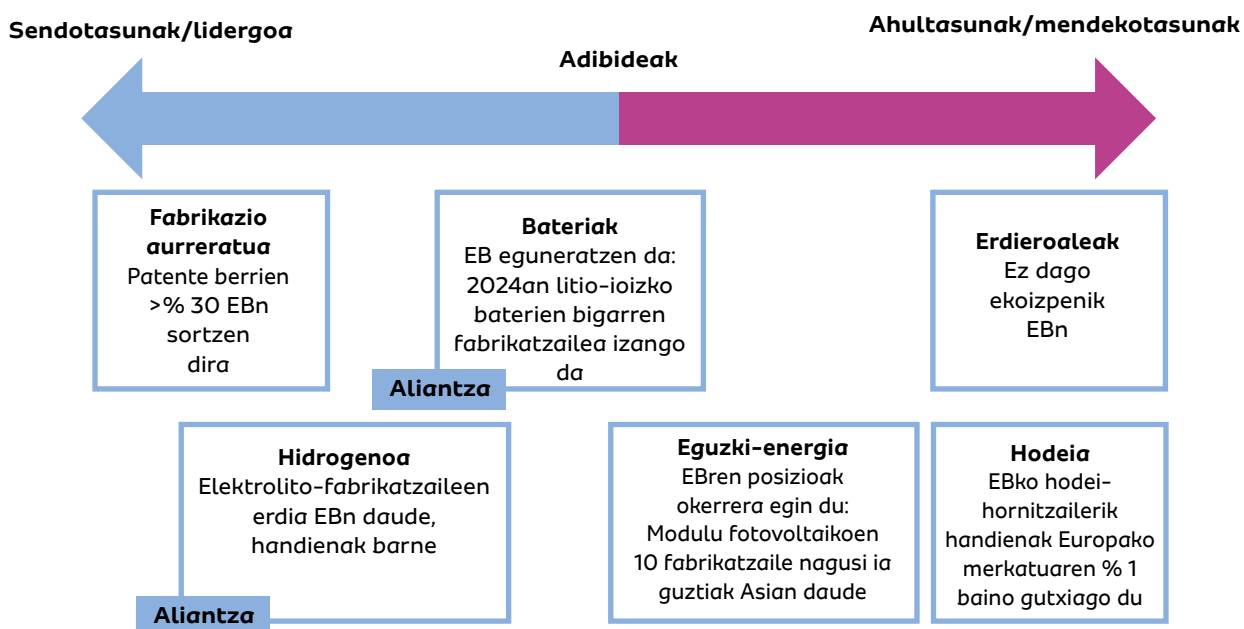 Sendotasunak/lidergoa
Ahultasunak/mendekotasunak
Adibideak
Fabrikazio
aurreratua
Patente berrien
>% 30 EBn
sortzen
dira
Bateriak
EB eguneratzen da:
2024an litio-ioizko
baterien bigarren
fabrikatzailea izango
da
Aliantza
Erdieroaleak
Ez dago
ekoizpenik
EBn
Hidrogenoa
Elektrolito-fabrikatzaileen
erdia EBn daude,
handienak barne
Aliantza
Eguzki-energia
EBren posizioak
okerrera egin du:
Modulu fotovoltaikoen
10 fabrikatzaile nagusi ia
guztiak Asian daude
Hodeia
EBko hodei-
hornitzailerik
handienak Europako
merkatuaren % 1
baino gutxiago du